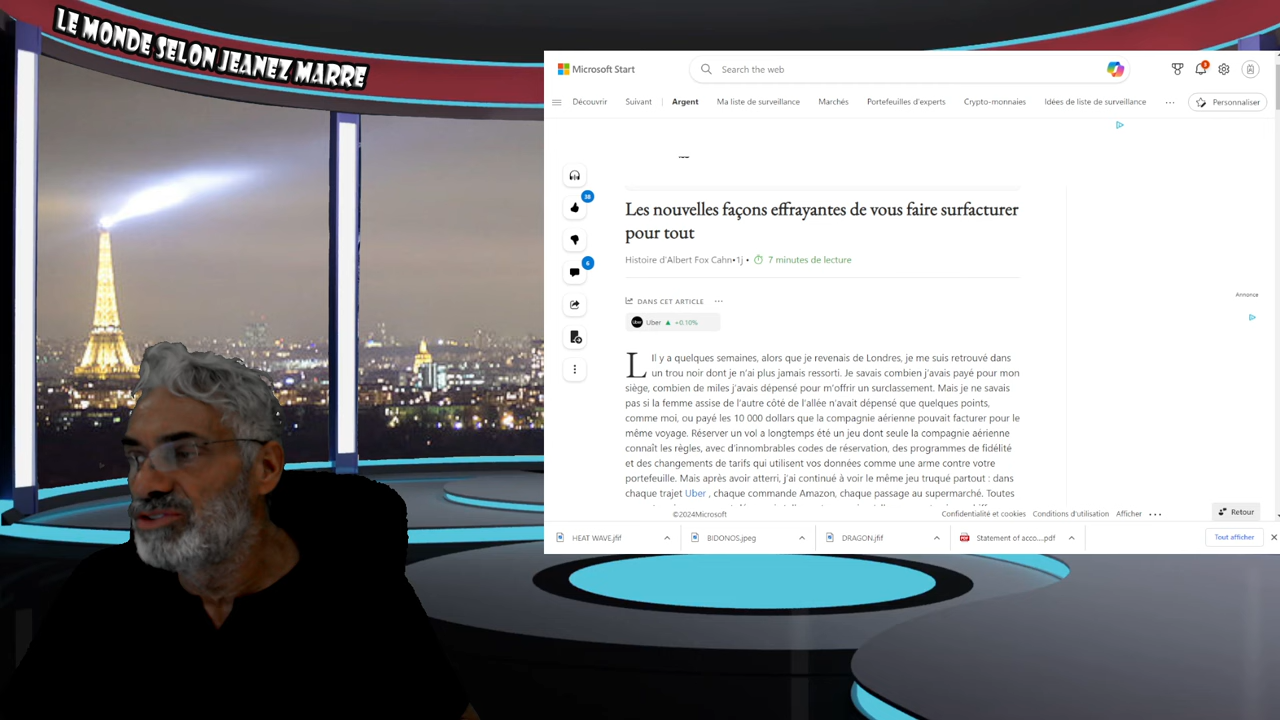 LE MONDE SELON JEANEZ MARRE
Microsoft Start
Search the web
3
Découvrir
Suivant
Argent
Ma liste de surveillance
Marchés
Portefeuilles d'experts
Crypto-monnaies
Idées de liste de surveillance
...
Personnaliser
38
6
Les nouvelles façons effrayantes de vous faire surfacturer
pour tout
Histoire d'Albert Fox Cahn•1j •
7 minutes de lecture
DANS CET ARTICLE ...
Uber Uber ▲ +0.10%
L Il y a quelques semaines, alors que je revenais de Londres, je me suis retrouvé dans
un trou noir dont je n'ai plus jamais ressorti. Je savais combien j'avais payé pour mon
siège, combien de miles j'avais dépensé pour m'offrir un surclassement. Mais je ne savais
pas si la femme assise de l'autre côté de l'allée n'avait dépensé que quelques points,
comme moi, ou payé les 10 000 dollars que la compagnie aérienne pouvait facturer pour le
même voyage. Réserver un vol a longtemps été un jeu dont seule la compagnie aérienne
connaît les règles, avec d'innombrables codes de réservation, des programmes de fidélité
et des changements de tarifs qui utilisent vos données comme une arme contre votre
portefeuille. Mais après avoir atterri, j'ai continué à voir le même jeu truqué partout : dans
chaque trajet Uber , chaque commande Amazon, chaque passage au supermarché. Toutes
Annonce
©2024Microsoft
Confidentialité et cookies
Conditions d'utilisation
Afficher
...
Retour
HEAT WAVE.jfif
BIDONOS.jpeg
DRAGON.jfif
PDF
Statement of acco....pdf
Tout afficher